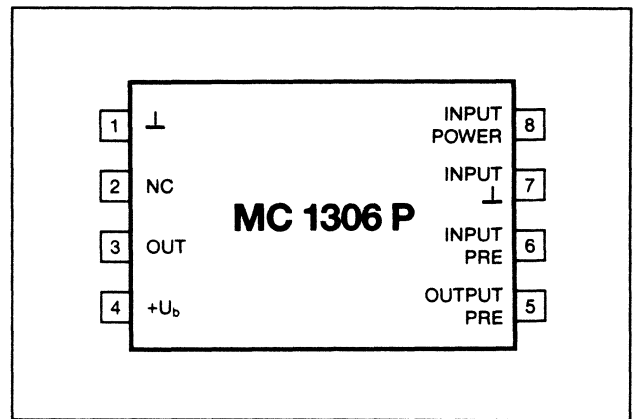 1 ⊥
INPUT
POWER 8
2 NC
INPUT
⊥ 7
MC 1306 P
3 OUT
INPUT
PRE 6
4 +Ub
OUTPUT
PRE 5